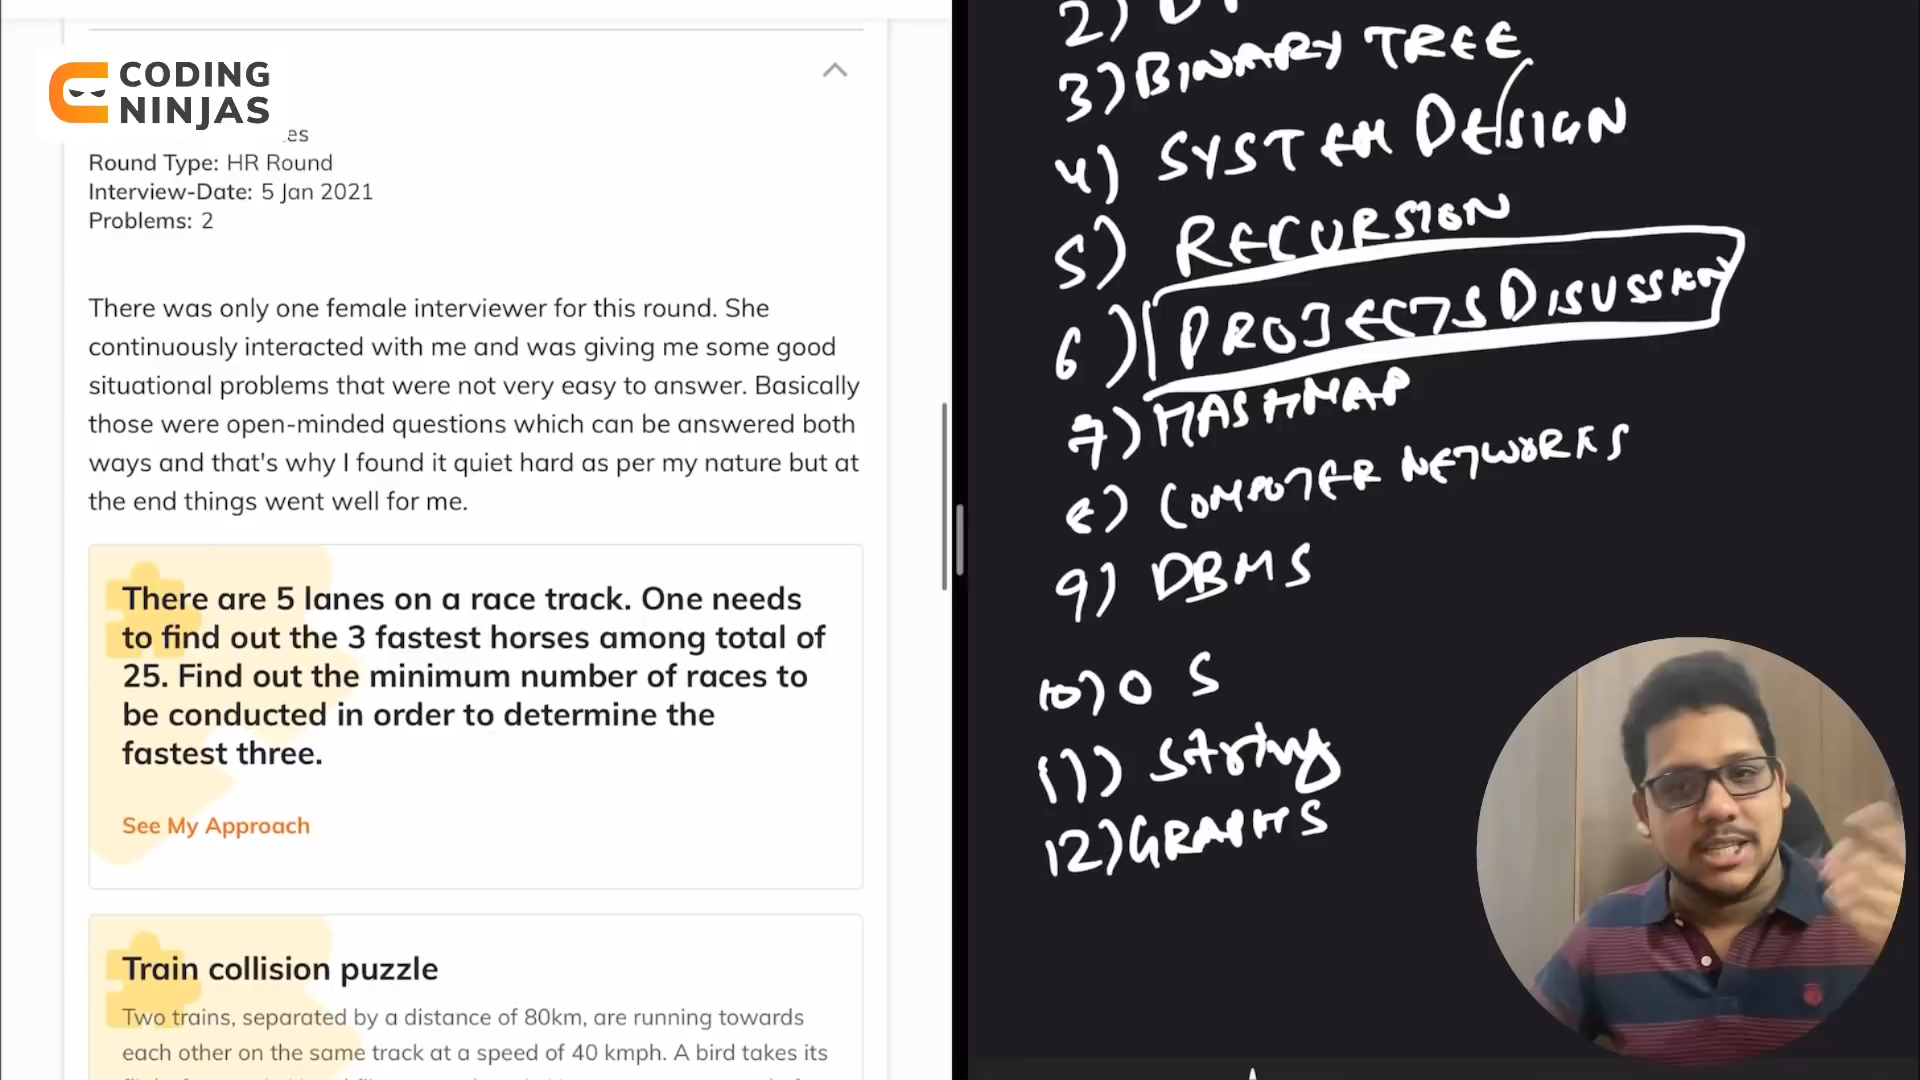 CODING
NINJAS
es
Round Type: HR Round
Interview-Date: 5 Jan 2021
Problems: 2
There was only one female interviewer for this round. She
continuously interacted with me and was giving me some good
situational problems that were not very easy to answer. Basically
those were open-minded questions which can be answered both
ways and that's why I found it quiet hard as per my nature but at
the end things went well for me.
There are 5 lanes on a race track. One needs
to find out the 3 fastest horses among total of
25. Find out the minimum number of races to
be conducted in order to determine the
fastest three.
See My Approach
Train collision puzzle
Two trains, separated by a distance of 80km, are running towards
each other on the same track at a speed of 40 kmph. A bird takes its
2)
3) BINARY TREE
4) SYSTEM DESIGN
5) RECURSION
6) PROJECTS DISUSSION
7) HASHMAP
8) COMPUTER NETWORKS
9) DBMS
10) O S
11) String
12) GRAPHS